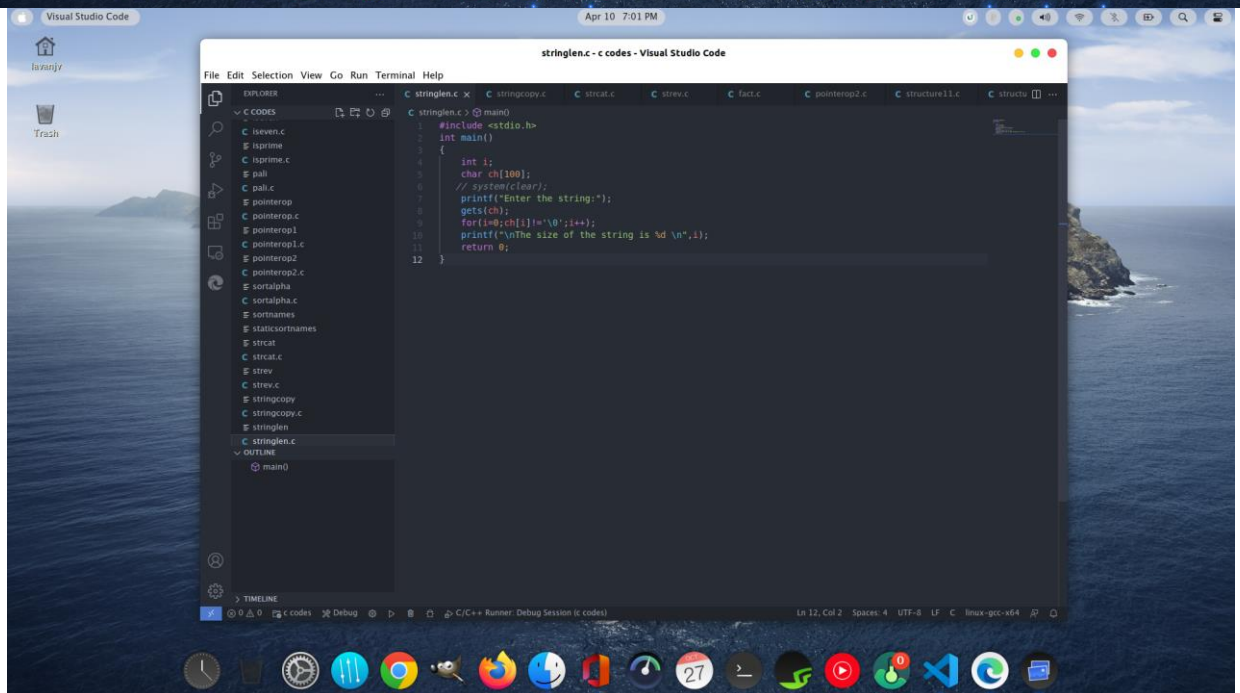 Visual Studio Code
Apr 10 7:01 PM
lavanjv
Trash
stringlen.c - c codes - Visual Studio Code
File Edit Selection View Go Run Terminal Help
EXPLORER ...
C stringlen.c × C stringcopy.c C strcat.c C strev.c C fact.c C pointerop2.c C structure11.c C structu ...
C CODES
C stringlen.c > main()
C iseven.c
isprime
C isprime.c
pali
C pali.c
pointerop
C pointerop.c
pointerop1
C pointerop1.c
pointerop2
C pointerop2.c
sortalpha
C sortalpha.c
sortnames
staticsortnames
strcat
C strcat.c
strev
C strev.c
stringcopy
C stringcopy.c
stringlen
C stringlen.c
OUTLINE
main()
TIMELINE
1 #include <stdio.h>
2 int main()
3 {
4 int i;
5 char ch[100];
6 // system(clear);
7 printf("Enter the string:");
8 gets(ch);
9 for(i=0;ch[i]!='\0';i++);
10 printf("\nThe size of the string is %d \n",i);
11 return 0;
12 }
0 0 c codes Debug C/C++ Runner: Debug Session (c codes)
Ln 12, Col 2 Spaces: 4 UTF-8 LF C linux-gcc-x64
27
0